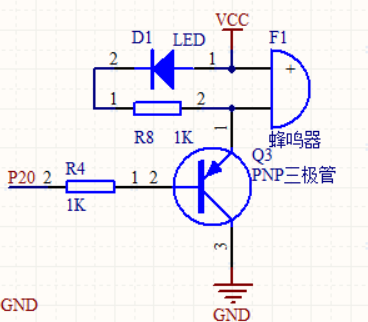 VCC
D1 LED F1
2 1 +
1 2
R8 1K 蜂鸣器
1
Q3
R4 PNP三极管
P20 2 1 2
1K
3
GND
GND